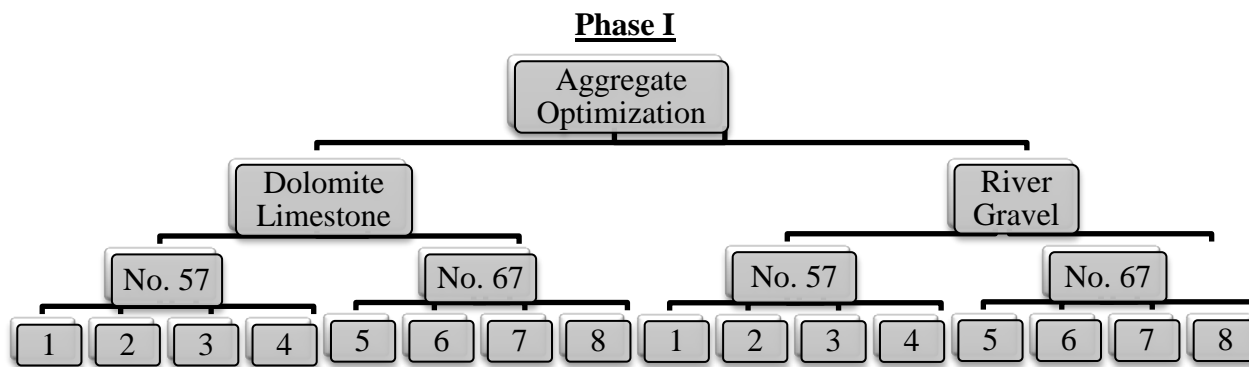 Phase I
Aggregate
Optimization
Dolomite
Limestone
River
Gravel
No. 57
No. 67
No. 57
No. 67
1 2 3 4 5 6 7 8 1 2 3 4 5 6 7 8